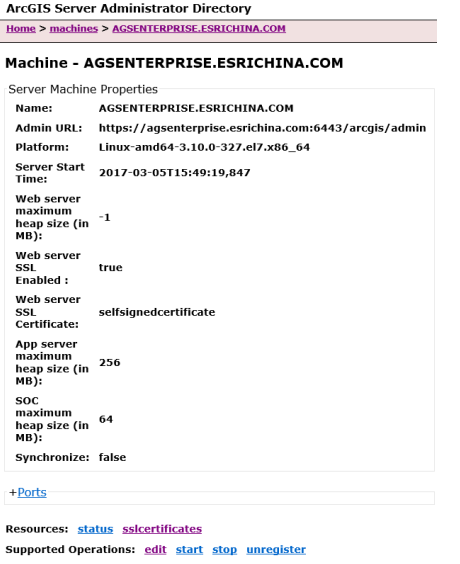 ArcGIS Server Administrator Directory
Home > machines > AGSENTERPRISE.ESRICHINA.COM
Machine - AGSENTERPRISE.ESRICHINA.COM
Server Machine Properties
Name: AGSENTERPRISE.ESRICHINA.COM
Admin URL: https://agsenterprise.esrichina.com:6443/arcgis/admin
Platform: Linux-amd64-3.10.0-327.el7.x86_64
Server Start
Time: 2017-03-05T15:49:19,847
Web server
maximum
heap size (in
MB): -1
Web server
SSL
Enabled : true
Web server
SSL
Certificate: selfsignedcertificate
App server
maximum
heap size (in
MB): 256
SOC
maximum
heap size (in
MB): 64
Synchronize: false
+Ports
Resources: status sslcertificates
Supported Operations: edit start stop unregister